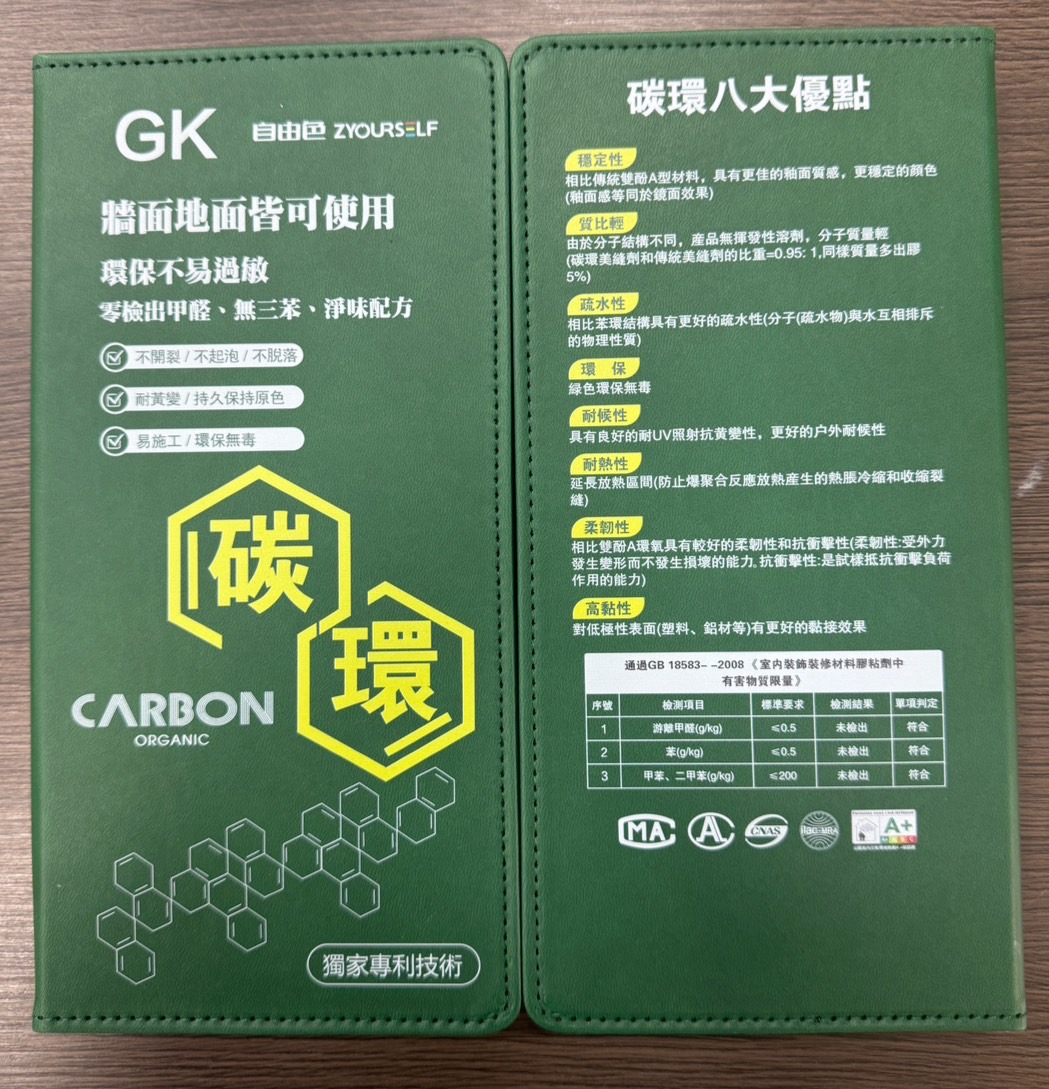 GK 自由色 ZYOURSELF
牆面地面皆可使用
環保不易過敏
零檢出甲醛、無三苯、淨味配方
不開裂 / 不起泡 / 不脫落
耐黃變 / 持久保持原色
易施工 / 環保無毒
碳
環
CARBON
ORGANIC
獨家專利技術
碳環八大優點
穩定性
相比傳統雙酚A型材料，具有更佳的釉面質感，更穩定的顏色
(釉面感等同於鏡面效果)
質比輕
由於分子結構不同，産品無揮發性溶劑，分子質量輕
(碳環美縫劑和傳統美縫劑的比重=0.95: 1,同樣質量多出膠
5%)
疏水性
相比苯環結構具有更好的疏水性(分子(疏水物)與水互相排斥
的物理性質)
環 保
緑色環保無毒
耐候性
具有良好的耐UV照射抗黄變性，更好的户外耐候性
耐熱性
延長放熱區間(防止爆聚合反應放熱産生的熱脹冷縮和收縮裂
縫)
柔韌性
相比雙酚A環氧具有較好的柔韌性和抗衝擊性(柔韌性:受外力
發生變形而不發生損壞的能力, 抗衝擊性:是試樣抵抗衝擊負荷
作用的能力)
高黏性
對低極性表面(塑料、鋁材等)有更好的黏接效果
通過GB 18583- -2008《室内裝飾裝修材料膠粘劑中
有害物質限量》
序號 檢測項目 標準要求 檢測結果 單項判定
1 游離甲醛(g/kg) ≤0.5 未檢出 符合
2 苯(g/kg) ≤0.5 未檢出 符合
3 甲苯、二甲苯(g/kg) ≤200 未檢出 符合
MA AL CNAS ilac-MRA A+